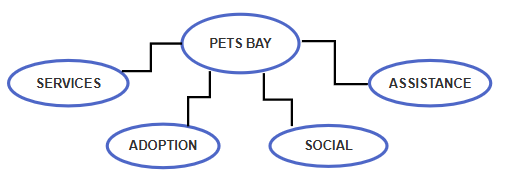 PETS BAY
SERVICES
ASSISTANCE
ADOPTION
SOCIAL